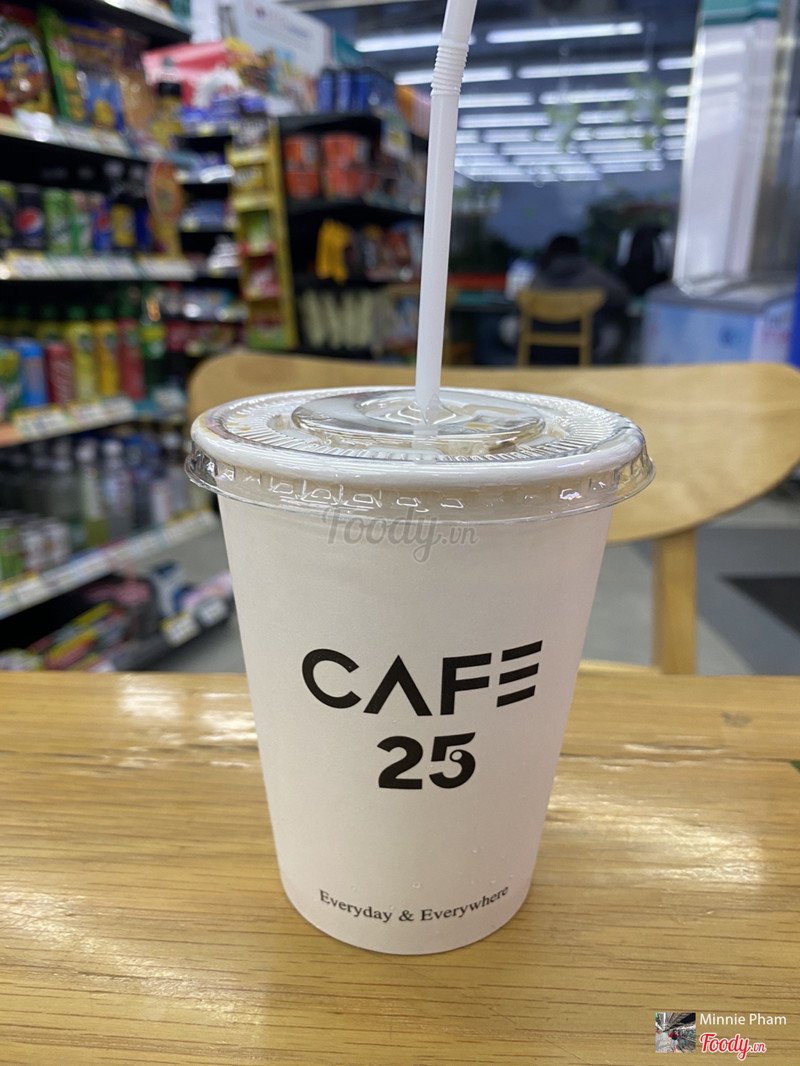 Foody.vn
CAFE
25
Everyday & Everywhere
Minnie Pham
Foody.vn